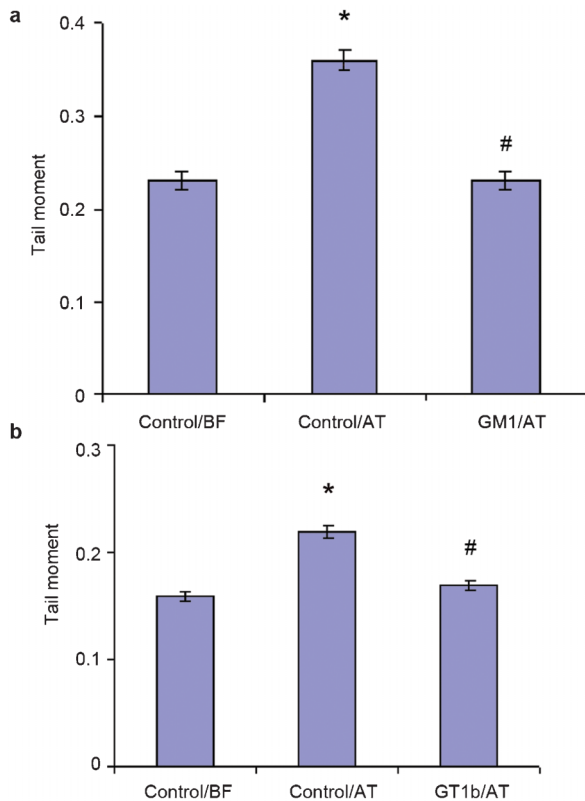 a
0.4
*
0.3
#
Tail moment
0.2
0.1
0
Control/BF Control/AT GM1/AT
b
0.3
*
#
Tail moment
0.2
0.1
0
Control/BF Control/AT GT1b/AT